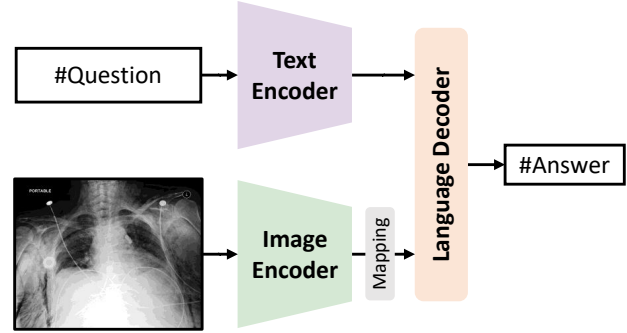 #Question
Text
Encoder
Language Decoder
#Answer
PORTABLE
L
Image
Encoder
Mapping